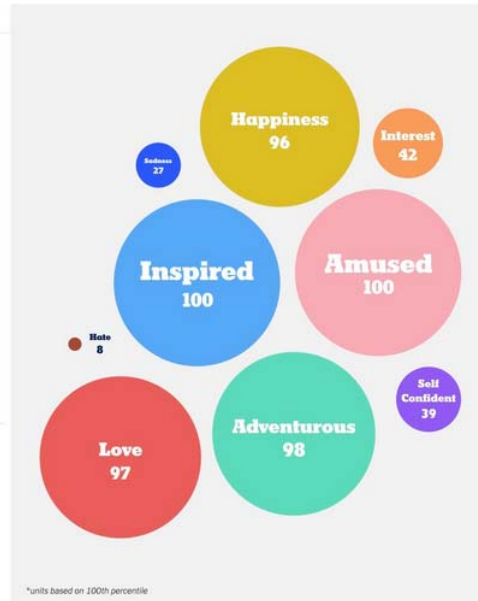 Happiness
96
Interest
42
Sadness
27
Inspired
100
Amused
100
Hate
8
Self
Confident
39
Adventurous
98
Love
97
*units based on 100th percentile